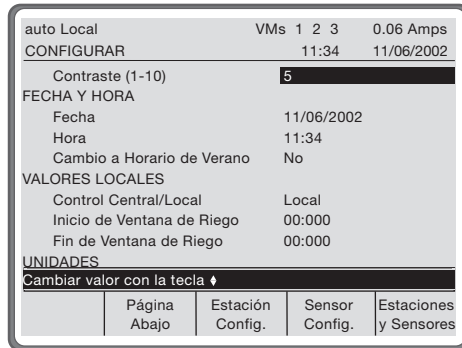 auto Local VMs 1 2 3 0.06 Amps
CONFIGURAR 11:34 11/06/2002
Contraste (1-10) 5
FECHA Y HORA
Fecha 11/06/2002
Hora 11:34
Cambio a Horario de Verano No
VALORES LOCALES
Control Central/Local Local
Inicio de Ventana de Riego 00:000
Fin de Ventana de Riego 00:000
UNIDADES
Cambiar valor con la tecla ♦
Página Estación Sensor Estaciones
Abajo Config. Config. y Sensores